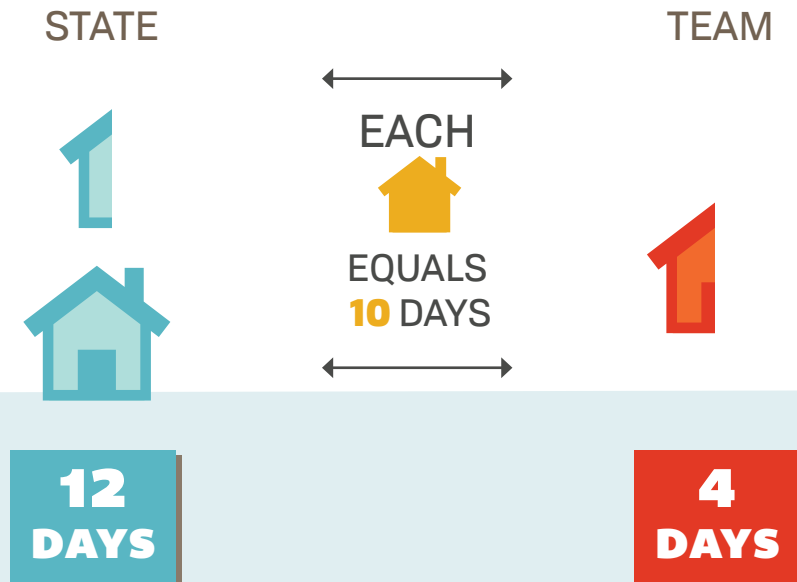 STATE
TEAM
EACH
EQUALS
10 DAYS
12
DAYS
4
DAYS